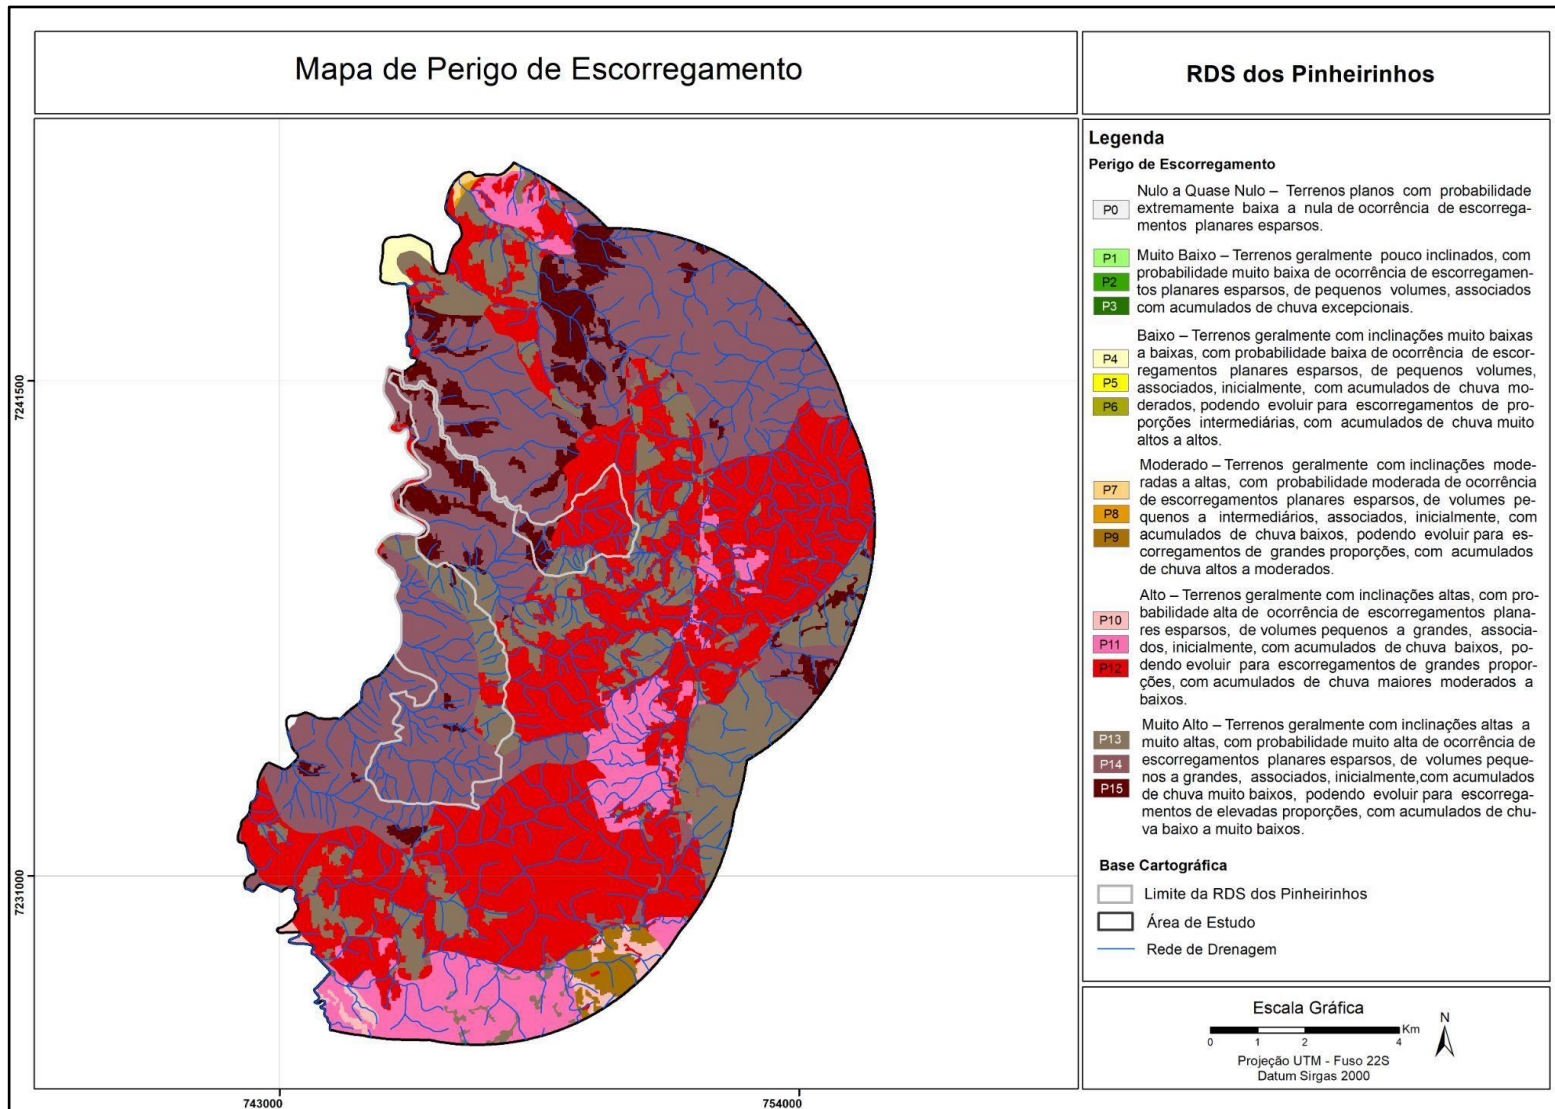 Mapa de Perigo de Escorregamento
RDS dos Pinheirinhos
Legenda
Perigo de Escorregamento
P0
Nulo a Quase Nulo – Terrenos planos com probabilidade
extremamente baixa a nula de ocorrência de escorrega-
mentos planares esparsos.
P1
P2
P3
Muito Baixo – Terrenos geralmente pouco inclinados, com
probabilidade muito baixa de ocorrência de escorregamen-
tos planares esparsos, de pequenos volumes, associados
com acumulados de chuva excepcionais.
P4
P5
P6
Baixo – Terrenos geralmente com inclinações muito baixas
a baixas, com probabilidade baixa de ocorrência de escor-
regamentos planares esparsos, de pequenos volumes,
associados, inicialmente, com acumulados de chuva mo-
derados, podendo evoluir para escorregamentos de pro-
porções intermediárias, com acumulados de chuva muito
altos a altos.
P7
P8
P9
Moderado – Terrenos geralmente com inclinações mode-
radas a altas, com probabilidade moderada de ocorrência
de escorregamentos planares esparsos, de volumes pe-
quenos a intermediários, associados, inicialmente, com
acumulados de chuva baixos, podendo evoluir para es-
corregamentos de grandes proporções, com acumulados
de chuva altos a moderados.
P10
P11
P12
Alto – Terrenos geralmente com inclinações altas, com pro-
babilidade alta de ocorrência de escorregamentos plana-
res esparsos, de volumes pequenos a grandes, associa-
dos, inicialmente, com acumulados de chuva baixos, po-
dendo evoluir para escorregamentos de grandes propor-
ções, com acumulados de chuva maiores moderados a
baixos.
P13
P14
P15
Muito Alto – Terrenos geralmente com inclinações altas a
muito altas, com probabilidade muito alta de ocorrência de
escorregamentos planares esparsos, de volumes peque-
nos a grandes, associados, inicialmente,com acumulados
de chuva muito baixos, podendo evoluir para escorrega-
mentos de elevadas proporções, com acumulados de chu-
va baixo a muito baixos.
Base Cartográfica
Limite da RDS dos Pinheirinhos
Área de Estudo
Rede de Drenagem
Escala Gráfica
Km
0 1 2 4
N
Projeção UTM - Fuso 22S
Datum Sirgas 2000
7241500
7231000
743000
754000